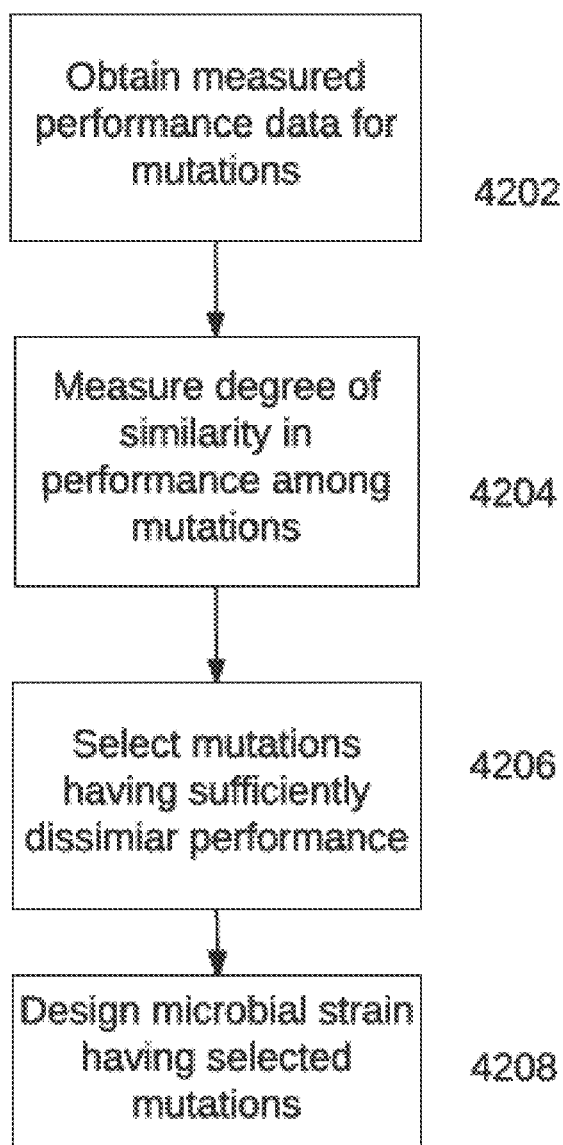 Obtain measured
performance data for
mutations
4202
Measure degree of
similarity in
performance among
mutations
4204
Select mutations
having sufficiently
dissimiar performance
4206
Design microbial strain
having selected
mutations
4208